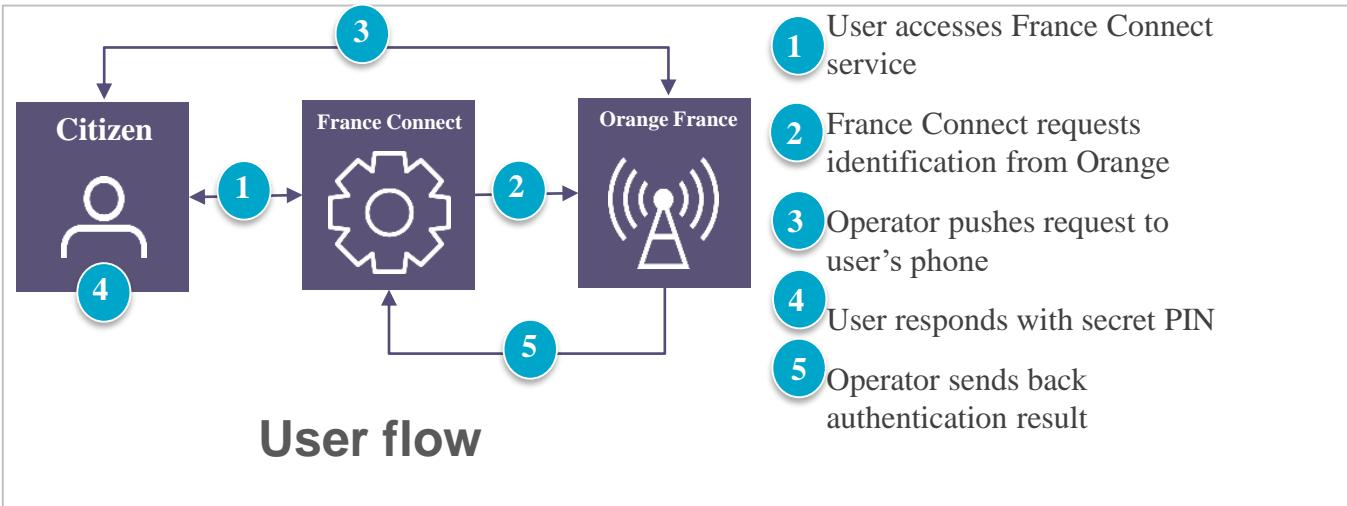 3
Citizen
France Connect
Orange France
1
2
4
5
User flow
1
User accesses France Connect
service
2
France Connect requests
identification from Orange
3
Operator pushes request to
user’s phone
4
User responds with secret PIN
5
Operator sends back
authentication result